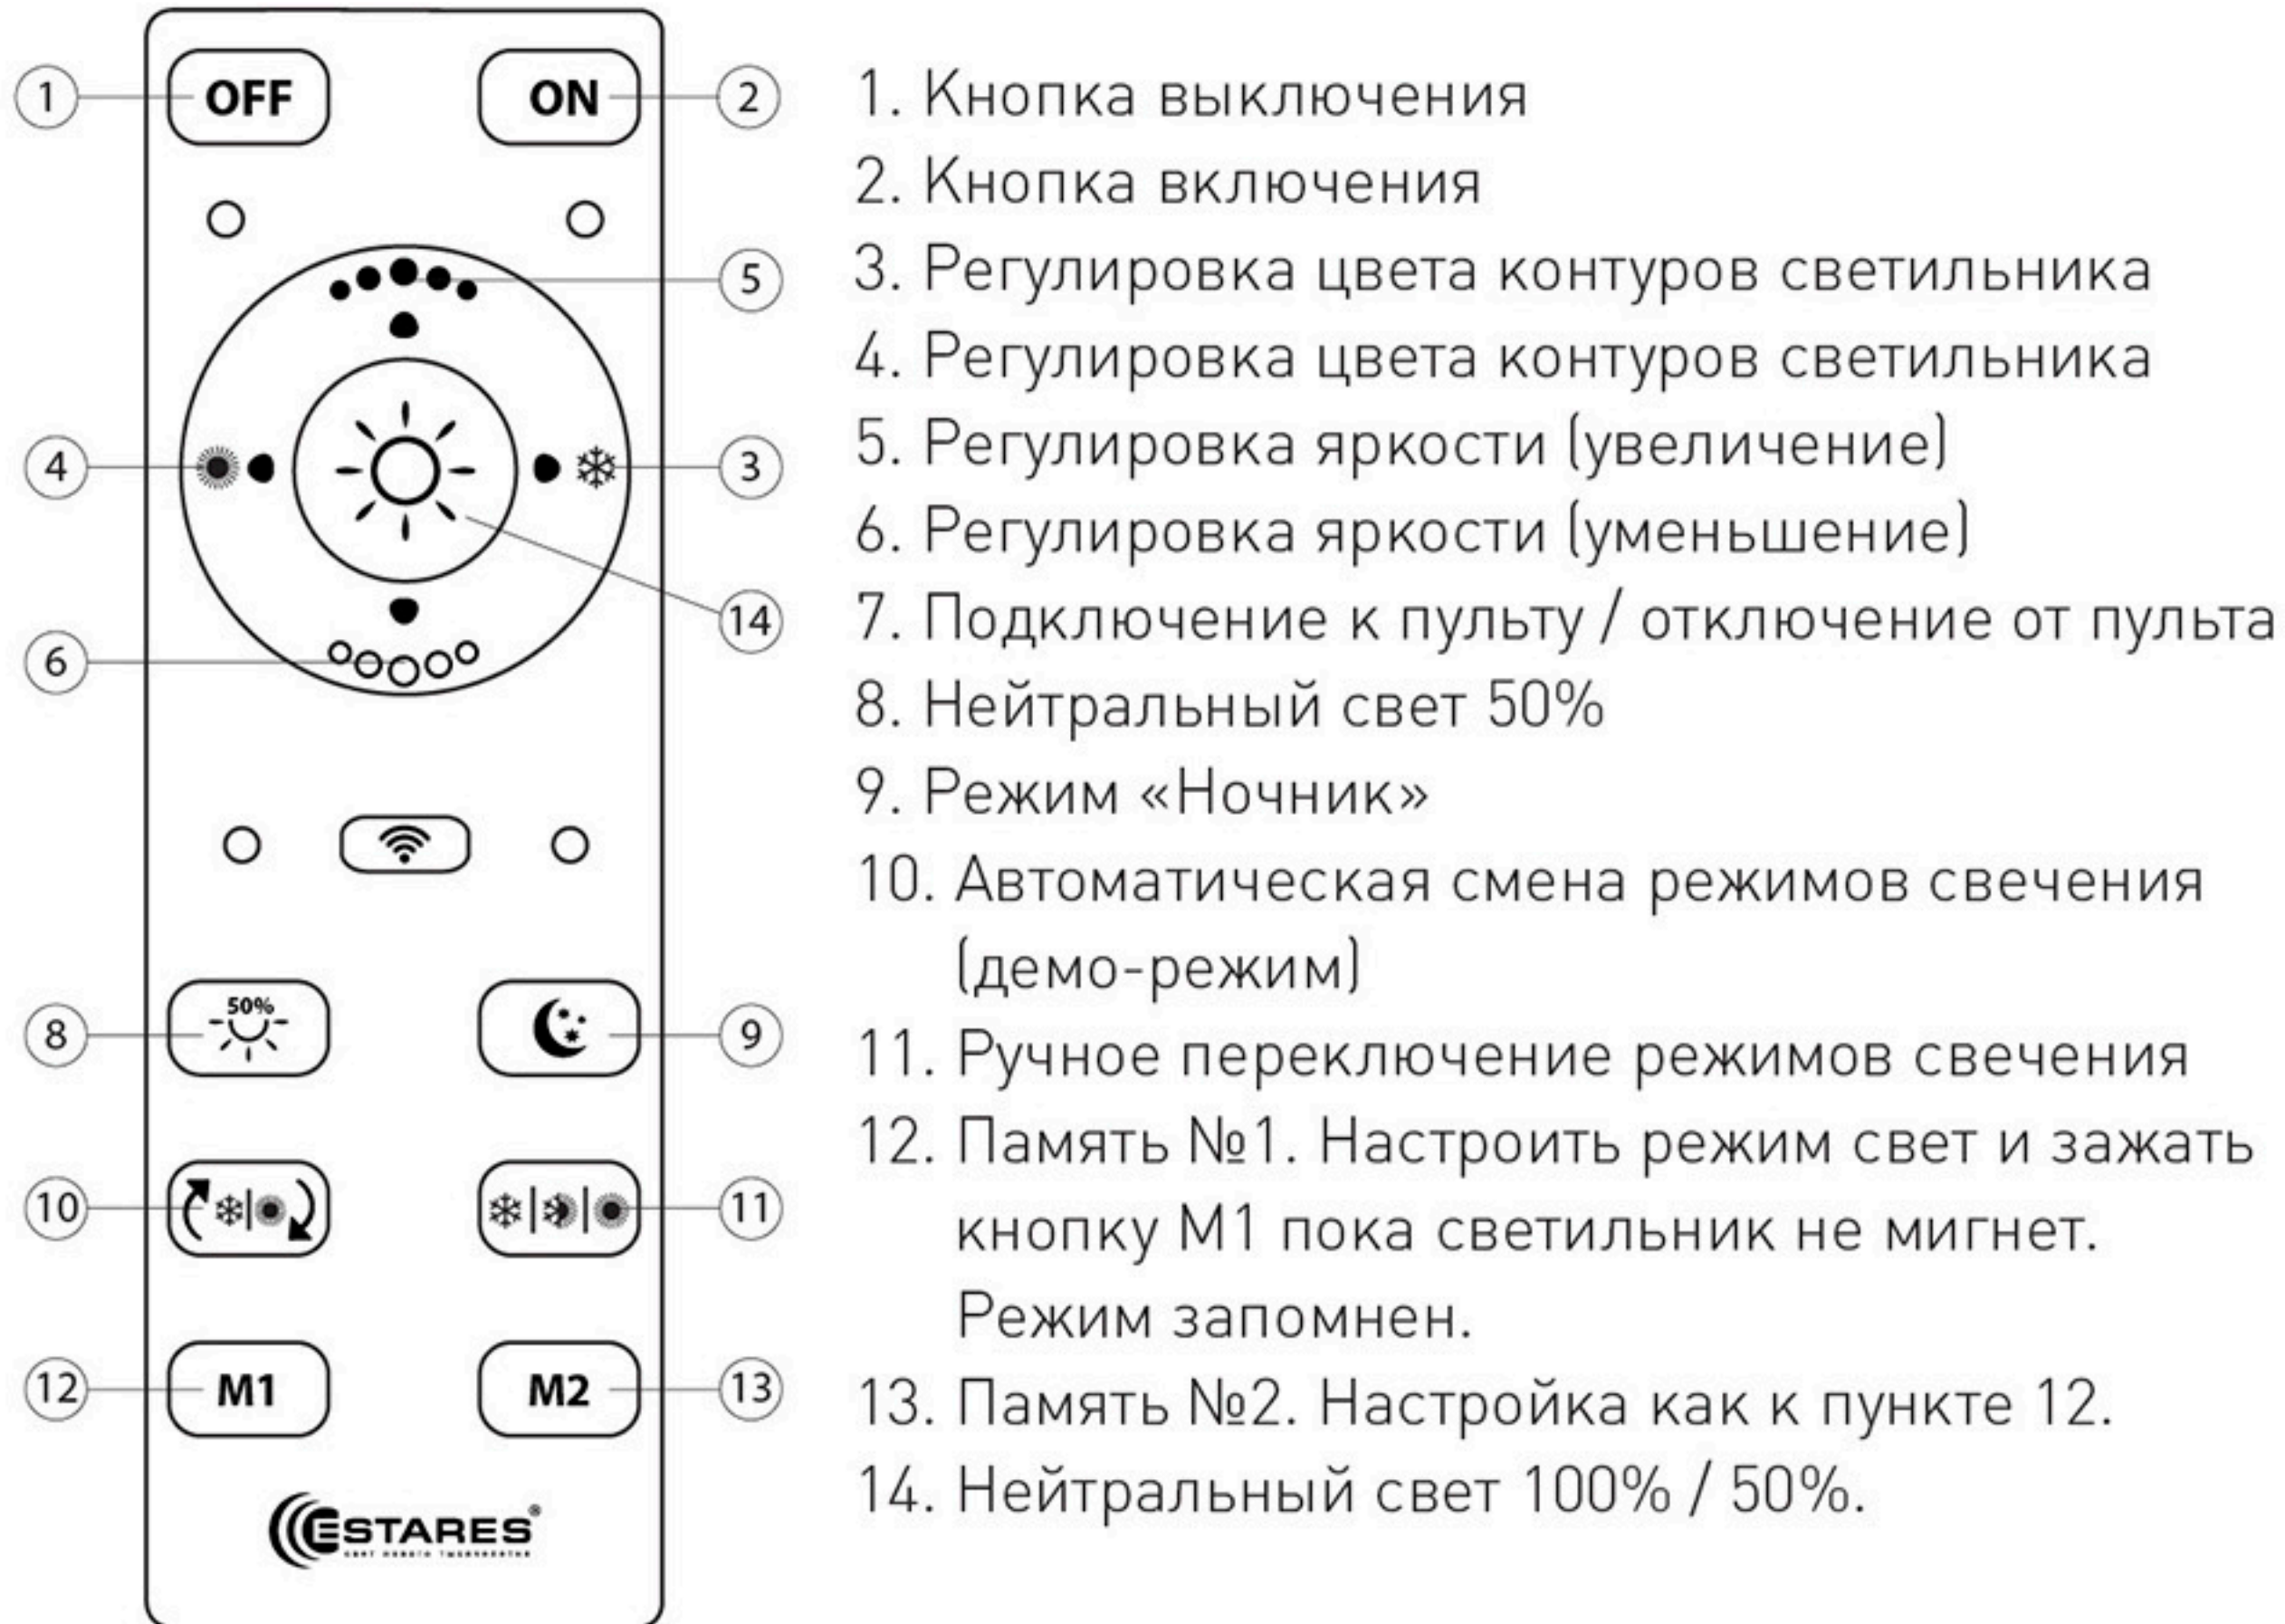 1
OFF
ON
2
5
4
3
14
6
8
50%
9
10
11
12
M1
M2
13
ESTARES®
1. Кнопка выключения
2. Кнопка включения
3. Регулировка цвета контуров светильника
4. Регулировка цвета контуров светильника
5. Регулировка яркости (увеличение)
6. Регулировка яркости (уменьшение)
7. Подключение к пульту / отключение от пульта
8. Нейтральный свет 50%
9. Режим «Ночник»
10. Автоматическая смена режимов свечения
(демо-режим)
11. Ручное переключение режимов свечения
12. Память №1. Настроить режим свет и зажать
кнопку М1 пока светильник не мигнет.
Режим запомнен.
13. Память №2. Настройка как к пункте 12.
14. Нейтральный свет 100% / 50%.